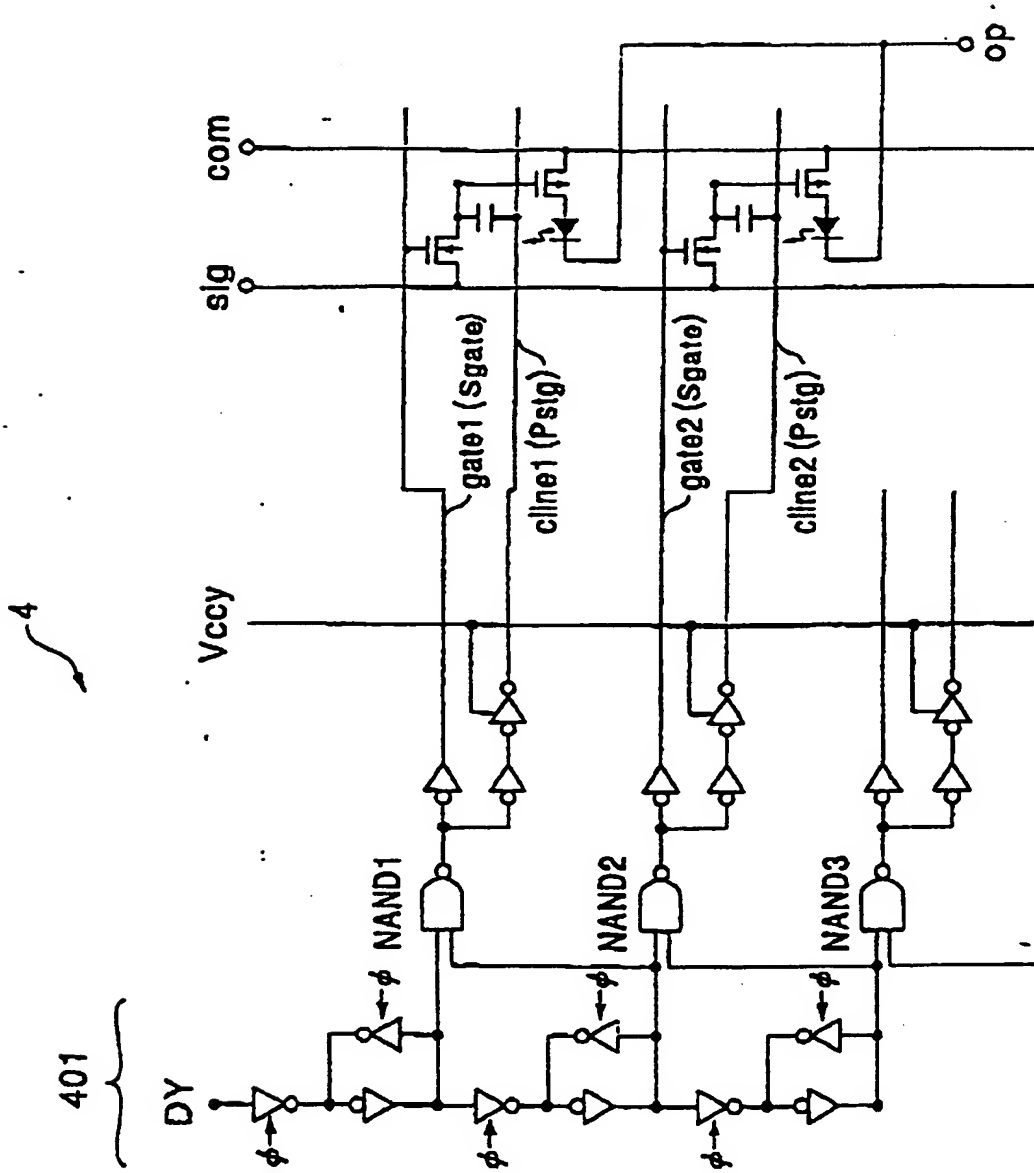 4
401
DY
Vccy
sig
com
φ
φ
NAND1
gate1 (Sgate)
cline1 (Pstg)
φ
φ
NAND2
gate2 (Sgate)
cline2 (Pstg)
φ
φ
NAND3
op